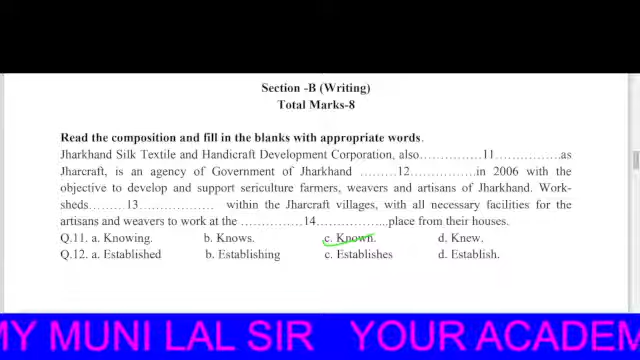 Section -B (Writing)
Total Marks-8
Read the composition and fill in the blanks with appropriate words.
Jharkhand Silk Textile and Handicraft Development Corporation, also……………11……………as
Jharcraft, is an agency of Government of Jharkhand ………12……………in 2006 with the
objective to develop and support sericulture farmers, weavers and artisans of Jharkhand. Work-
sheds………13……………… within the Jharcraft villages, with all necessary facilities for the
artisans and weavers to work at the ……………14……………...place from their houses.
Q.11. a. Knowing. b. Knows. c. Known. d. Knew.
Q.12. a. Established b. Establishing c. Establishes d. Establish.
MY MUNI LAL SIR YOUR ACADEM